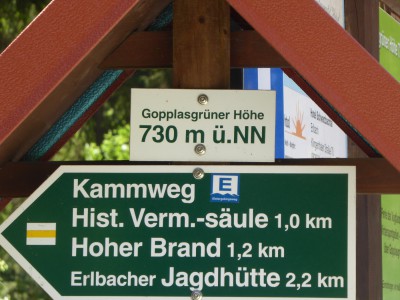 Gopplasgrüner Höhe
730 m ü.NN
Kammweg E
Hist. Verm.-säule 1,0 km
Hoher Brand 1,2 km
Erlbacher Jagdhütte 2,2 km